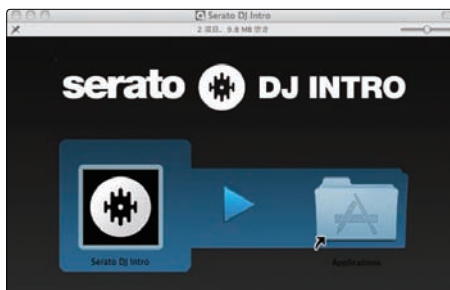 Serato DJ Intro
2 項目、9.8 MB 空き
serato DJ INTRO
Serato DJ Intro
Applications